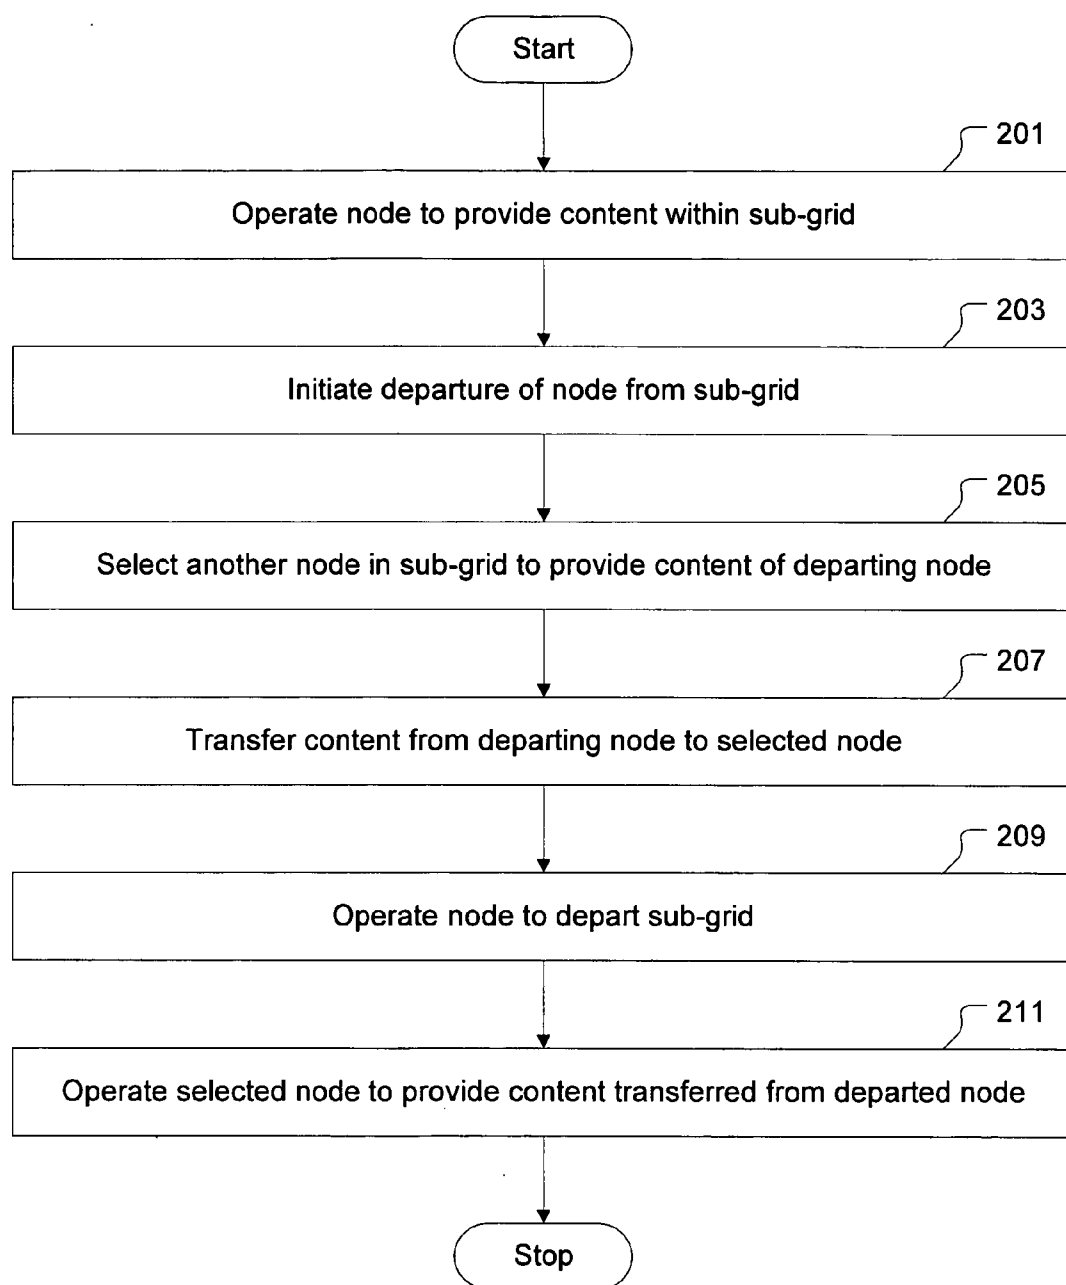 Start
201
Operate node to provide content within sub-grid
203
Initiate departure of node from sub-grid
205
Select another node in sub-grid to provide content of departing node
207
Transfer content from departing node to selected node
209
Operate node to depart sub-grid
211
Operate selected node to provide content transferred from departed node
Stop